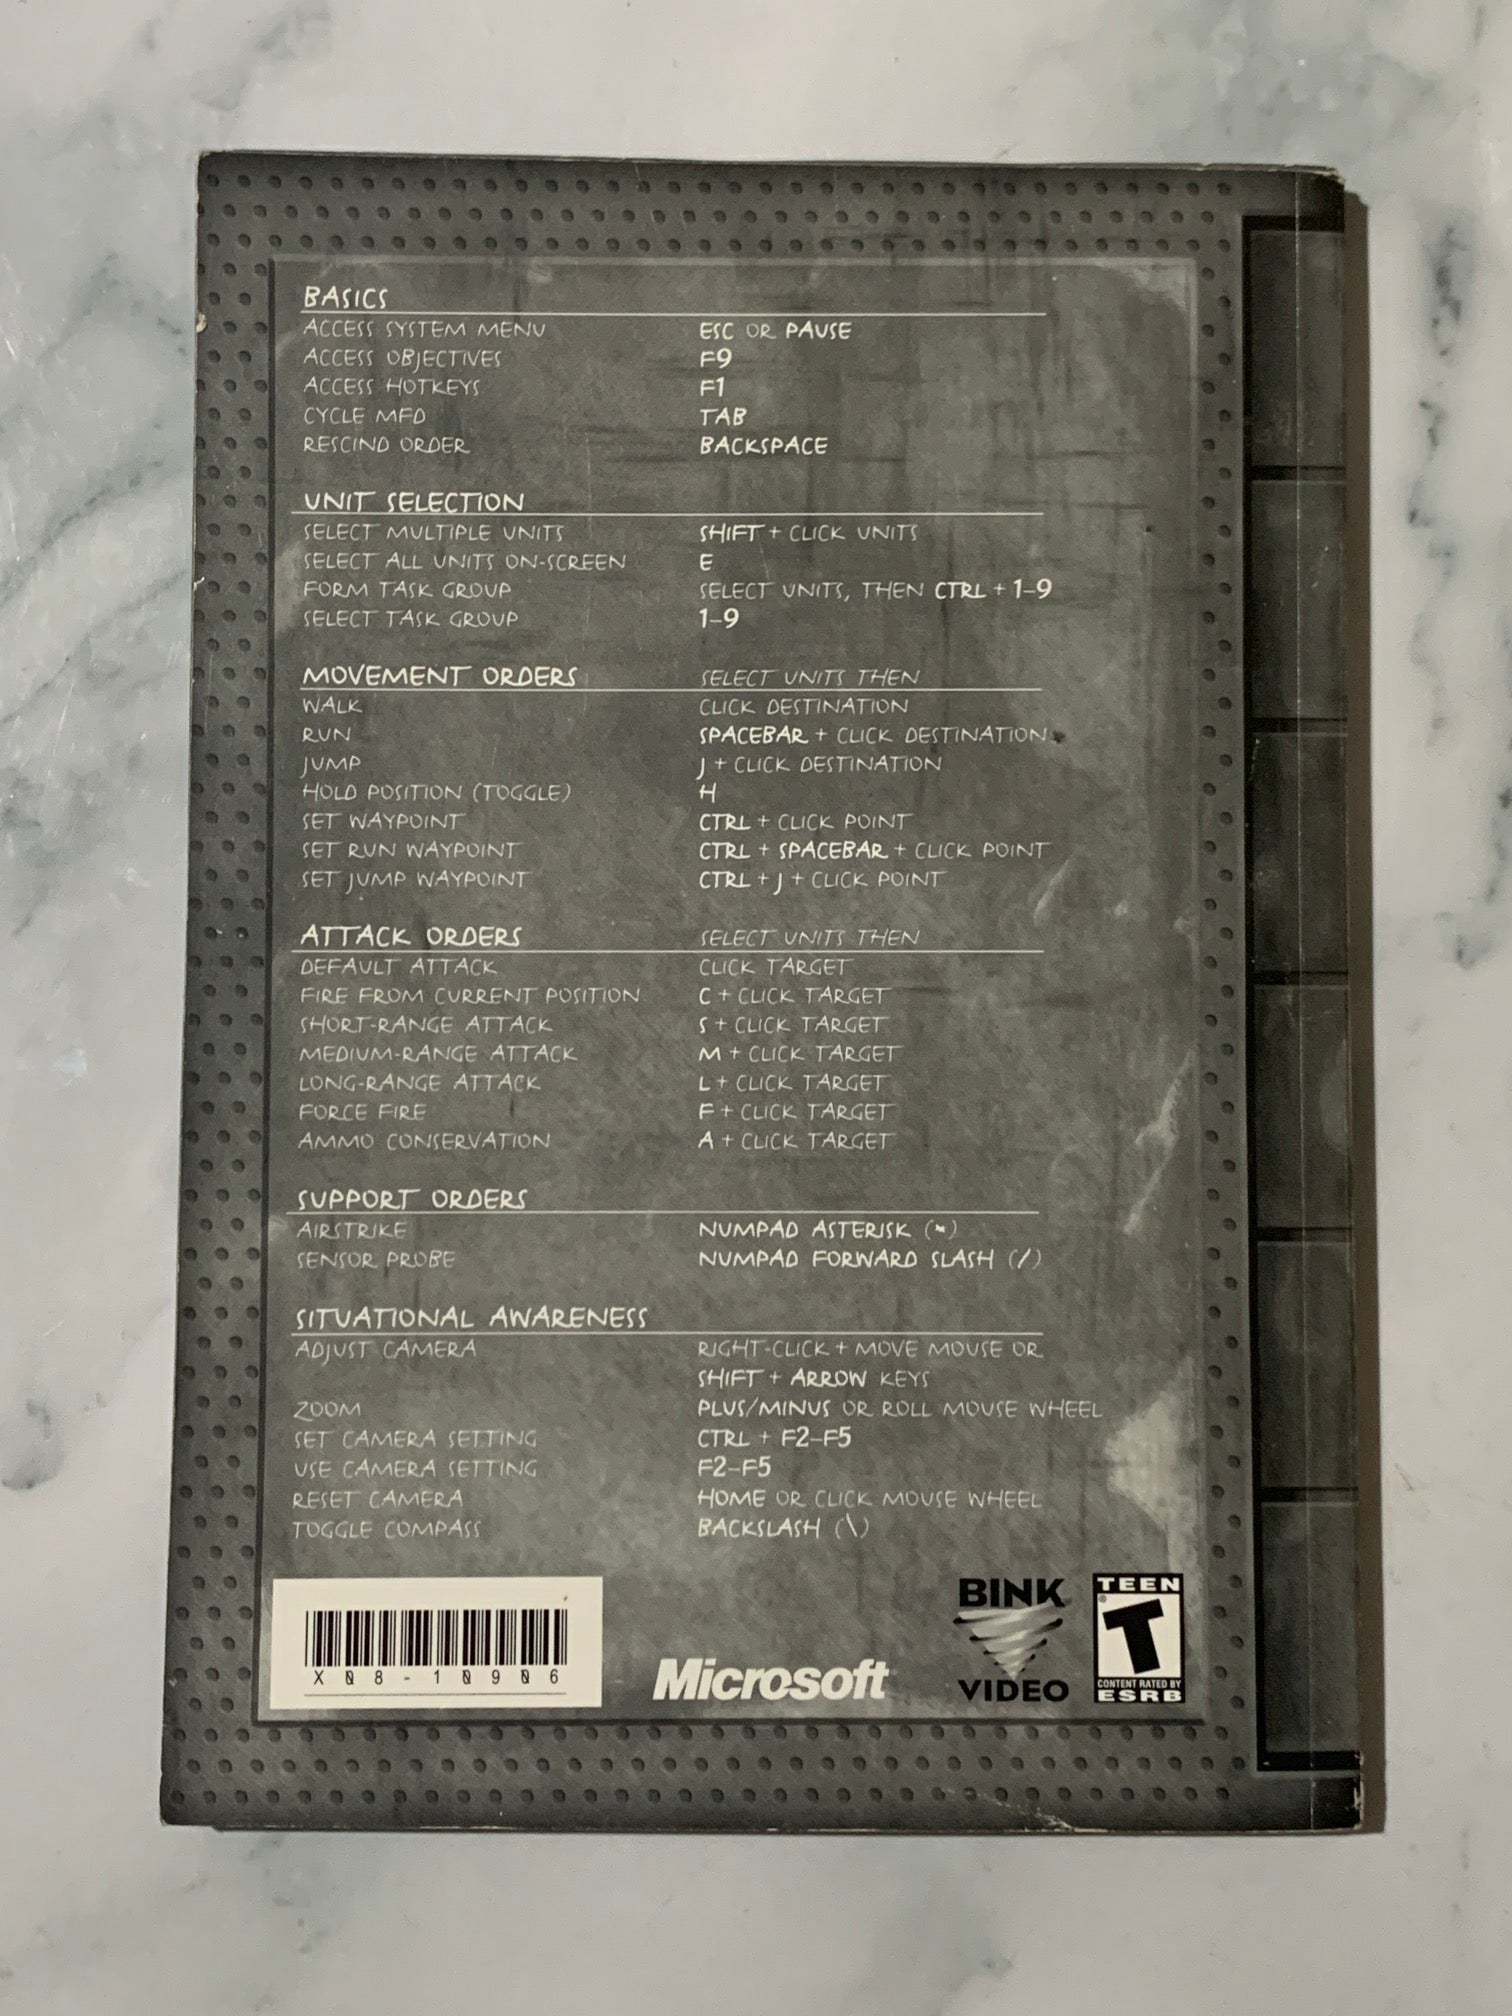 BASICS
ACCESS SYSTEM MENU ESC OR PAUSE
ACCESS OBJECTIVES F9
ACCESS HOTKEYS F1
CYCLE MFD TAB
RESCIND ORDER BACKSPACE
UNIT SELECTION
SELECT MULTIPLE UNITS SHIFT + CLICK UNITS
SELECT ALL UNITS ON-SCREEN E
FORM TASK GROUP SELECT UNITS, THEN CTRL + 1–9
SELECT TASK GROUP 1–9
MOVEMENT ORDERS SELECT UNITS THEN
WALK CLICK DESTINATION
RUN SPACEBAR + CLICK DESTINATION
JUMP J + CLICK DESTINATION
HOLD POSITION (TOGGLE) H
SET WAYPOINT CTRL + CLICK POINT
SET RUN WAYPOINT CTRL + SPACEBAR + CLICK POINT
SET JUMP WAYPOINT CTRL + J + CLICK POINT
ATTACK ORDERS SELECT UNITS THEN
DEFAULT ATTACK CLICK TARGET
FIRE FROM CURRENT POSITION C + CLICK TARGET
SHORT-RANGE ATTACK S + CLICK TARGET
MEDIUM-RANGE ATTACK M + CLICK TARGET
LONG-RANGE ATTACK L + CLICK TARGET
FORCE FIRE F + CLICK TARGET
AMMO CONSERVATION A + CLICK TARGET
SUPPORT ORDERS
AIRSTRIKE NUMPAD ASTERISK (*)
SENSOR PROBE NUMPAD FORWARD SLASH (/)
SITUATIONAL AWARENESS
ADJUST CAMERA RIGHT-CLICK + MOVE MOUSE OR
SHIFT + ARROW KEYS
ZOOM PLUS/MINUS OR ROLL MOUSE WHEEL
SET CAMERA SETTING CTRL + F2–F5
USE CAMERA SETTING F2–F5
RESET CAMERA HOME OR CLICK MOUSE WHEEL
TOGGLE COMPASS BACKSLASH (\)
X08-10906
Microsoft
BINK
VIDEO
TEEN
T
CONTENT RATED BY
ESRB